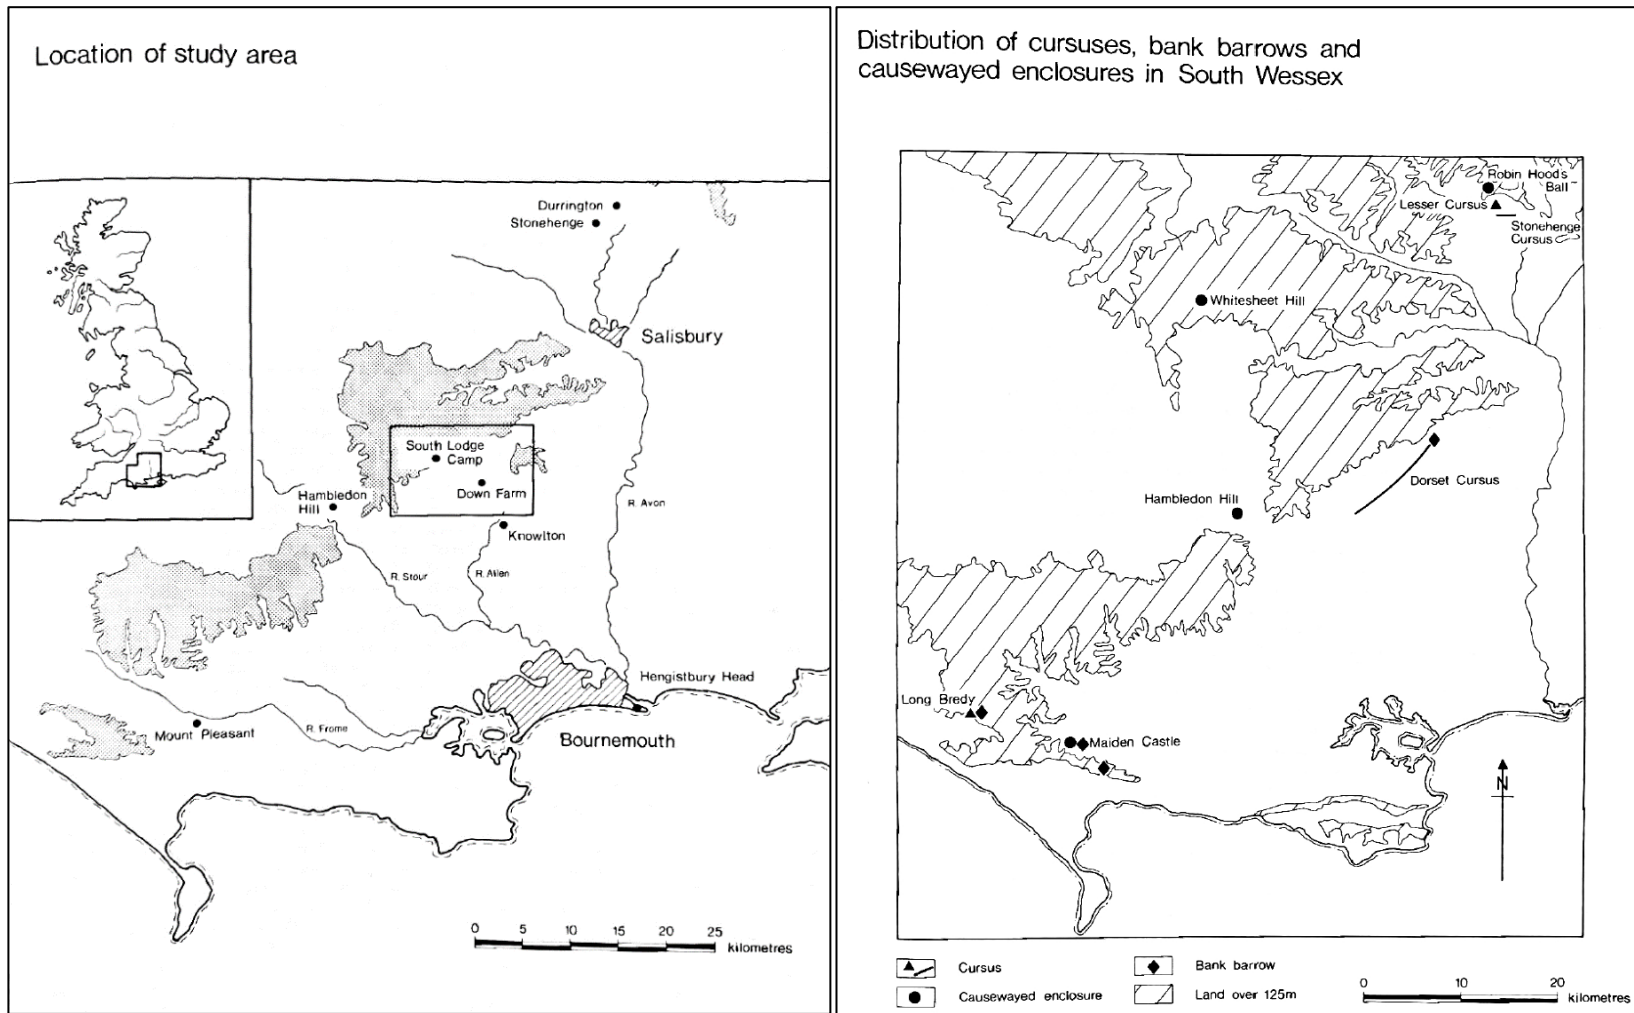 Location of study area
Durrington
Stonehenge
Salisbury
South Lodge
Camp
Down Farm
Hambledon
Hill
R. Avon
Knowlton
R. Stour
R. Allen
Hengistbury Head
Mount Pleasant
R. Frome
Bournemouth
0 5 10 15 20 25
kilometres
Distribution of cursuses, bank barrows and
causewayed enclosures in South Wessex
Robin Hood's
Ball
Lesser Cursus
Stonehenge
Cursus
Whitesheet Hill
Dorset Cursus
Hambledon Hill
Long Bredy
Maiden Castle
N
Cursus
Bank barrow
Causewayed enclosure
Land over 125m
0 10 20
kilometres